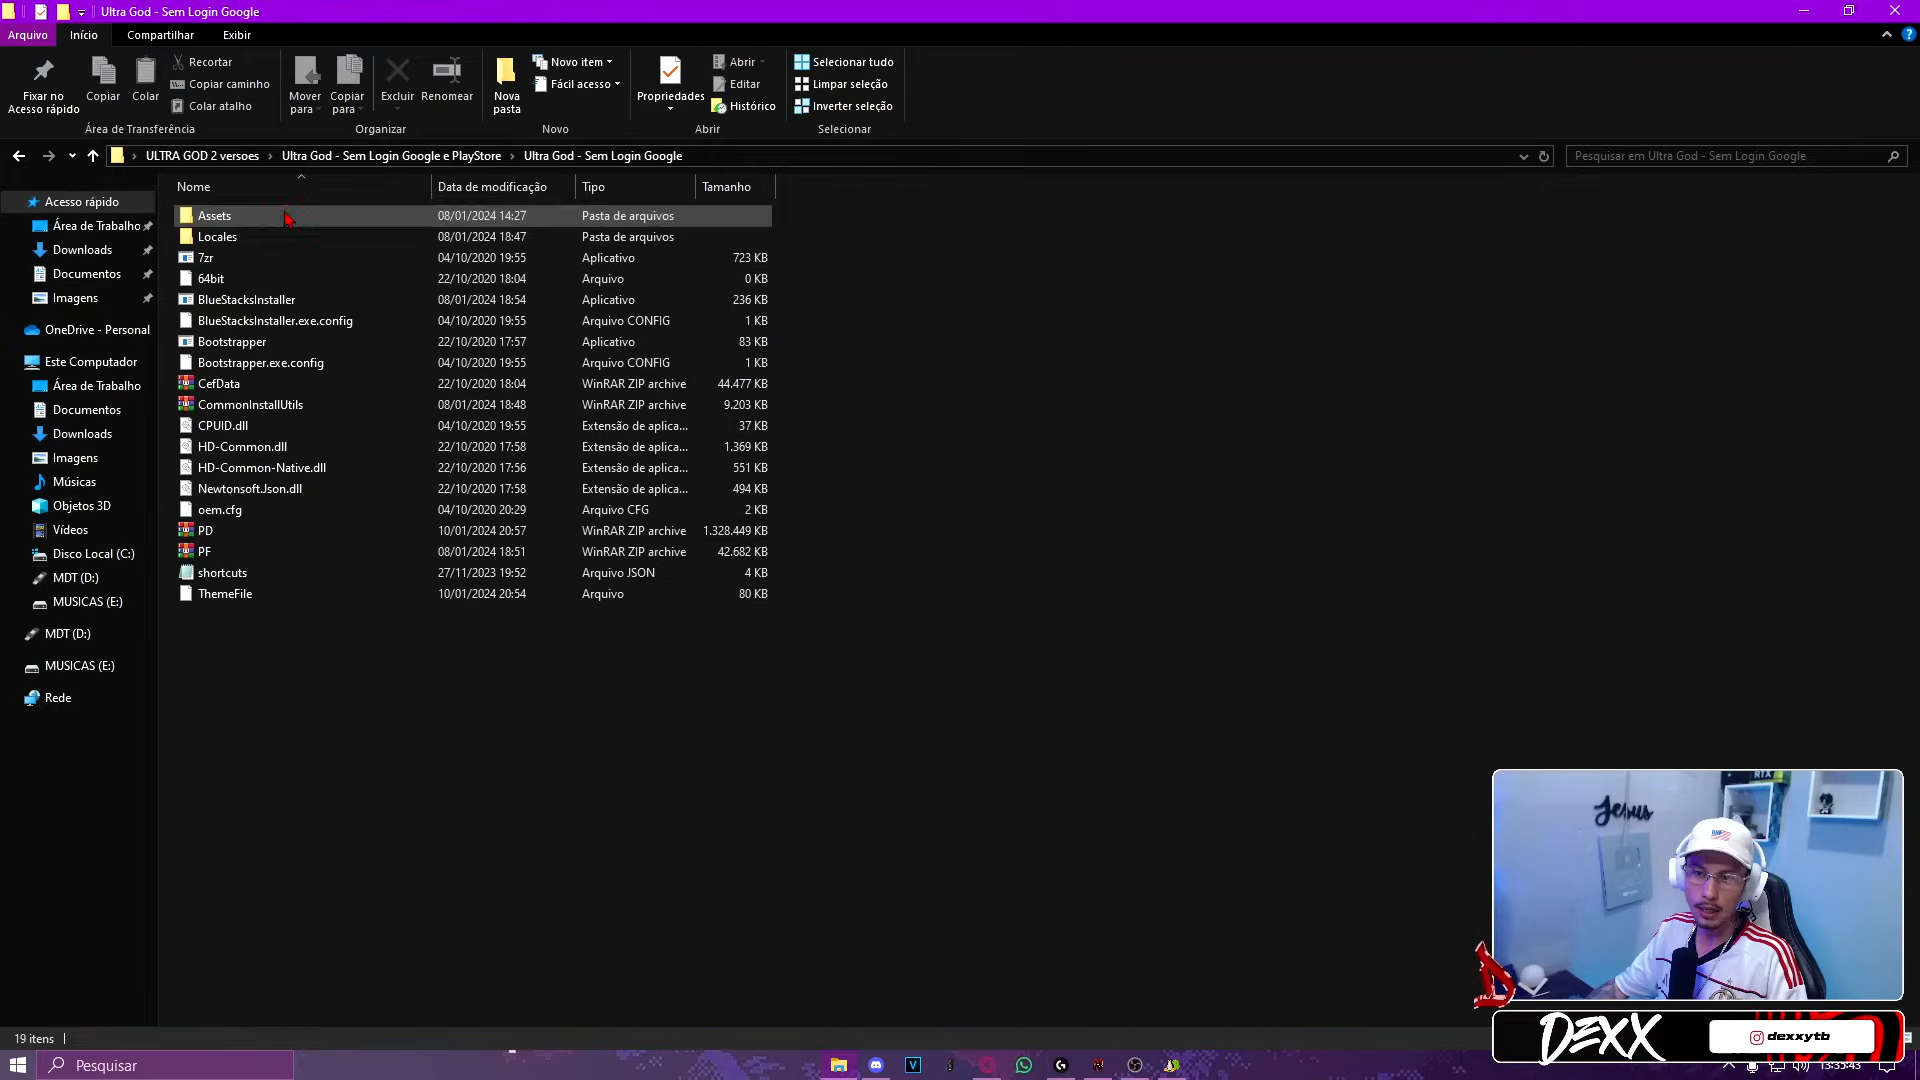 Ultra God - Sem Login Google
Arquivo Início Compartilhar Exibir
Fixar no Acesso rápido
Copiar
Colar
Recortar
Copiar caminho
Colar atalho
Área de Transferência
Mover para
Copiar para
Excluir
Renomear
Organizar
Nova pasta
Novo item
Fácil acesso
Novo
Propriedades
Abrir
Editar
Histórico
Abrir
Selecionar tudo
Limpar seleção
Inverter seleção
Selecionar
ULTRA GOD 2 versoes > Ultra God - Sem Login Google e PlayStore > Ultra God - Sem Login Google
Pesquisar em Ultra God - Sem Login Google
Acesso rápido
Área de Trabalho
Downloads
Documentos
Imagens
OneDrive - Personal
Este Computador
Área de Trabalho
Documentos
Downloads
Imagens
Músicas
Objetos 3D
Vídeos
Disco Local (C:)
MDT (D:)
MUSICAS (E:)
MDT (D:)
MUSICAS (E:)
Rede
Nome Data de modificação Tipo Tamanho
Assets 08/01/2024 14:27 Pasta de arquivos
Locales 08/01/2024 18:47 Pasta de arquivos
7zr 04/10/2020 19:55 Aplicativo 723 KB
64bit 22/10/2020 18:04 Arquivo 0 KB
BlueStacksInstaller 08/01/2024 18:54 Aplicativo 236 KB
BlueStacksInstaller.exe.config 04/10/2020 19:55 Arquivo CONFIG 1 KB
Bootstrapper 22/10/2020 17:57 Aplicativo 83 KB
Bootstrapper.exe.config 04/10/2020 19:55 Arquivo CONFIG 1 KB
CefData 22/10/2020 18:04 WinRAR ZIP archive 44.477 KB
CommonInstallUtils 08/01/2024 18:48 WinRAR ZIP archive 9.203 KB
CPUID.dll 04/10/2020 19:55 Extensão de aplica... 37 KB
HD-Common.dll 22/10/2020 17:58 Extensão de aplica... 1.369 KB
HD-Common-Native.dll 22/10/2020 17:56 Extensão de aplica... 551 KB
Newtonsoft.Json.dll 22/10/2020 17:58 Extensão de aplica... 494 KB
oem.cfg 04/10/2020 20:29 Arquivo CFG 2 KB
PD 10/01/2024 20:57 WinRAR ZIP archive 1.328.449 KB
PF 08/01/2024 18:51 WinRAR ZIP archive 42.682 KB
shortcuts 27/11/2023 19:52 Arquivo JSON 4 KB
ThemeFile 10/01/2024 20:54 Arquivo 80 KB
Jesus
RTX
DEXX
dexxytb
19 itens
Pesquisar
13:35:43